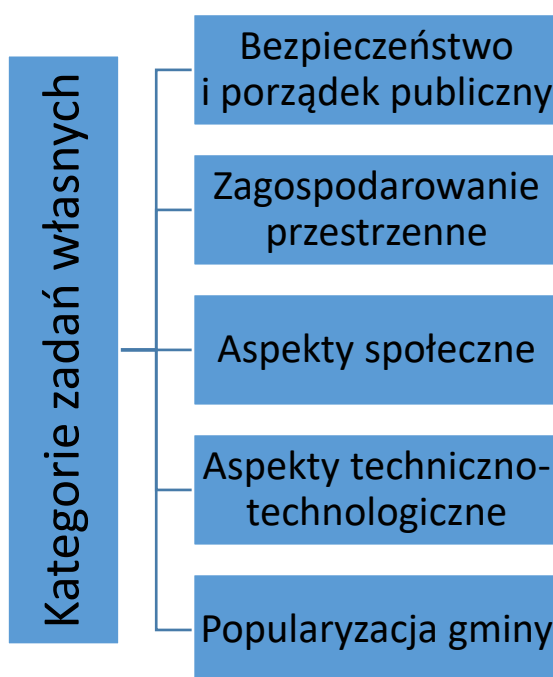 Kategorie zadań własnych
Bezpieczeństwo
i porządek publiczny
Zagospodarowanie
przestrzenne
Aspekty społeczne
Aspekty techniczno-
technologiczne
Popularyzacja gminy